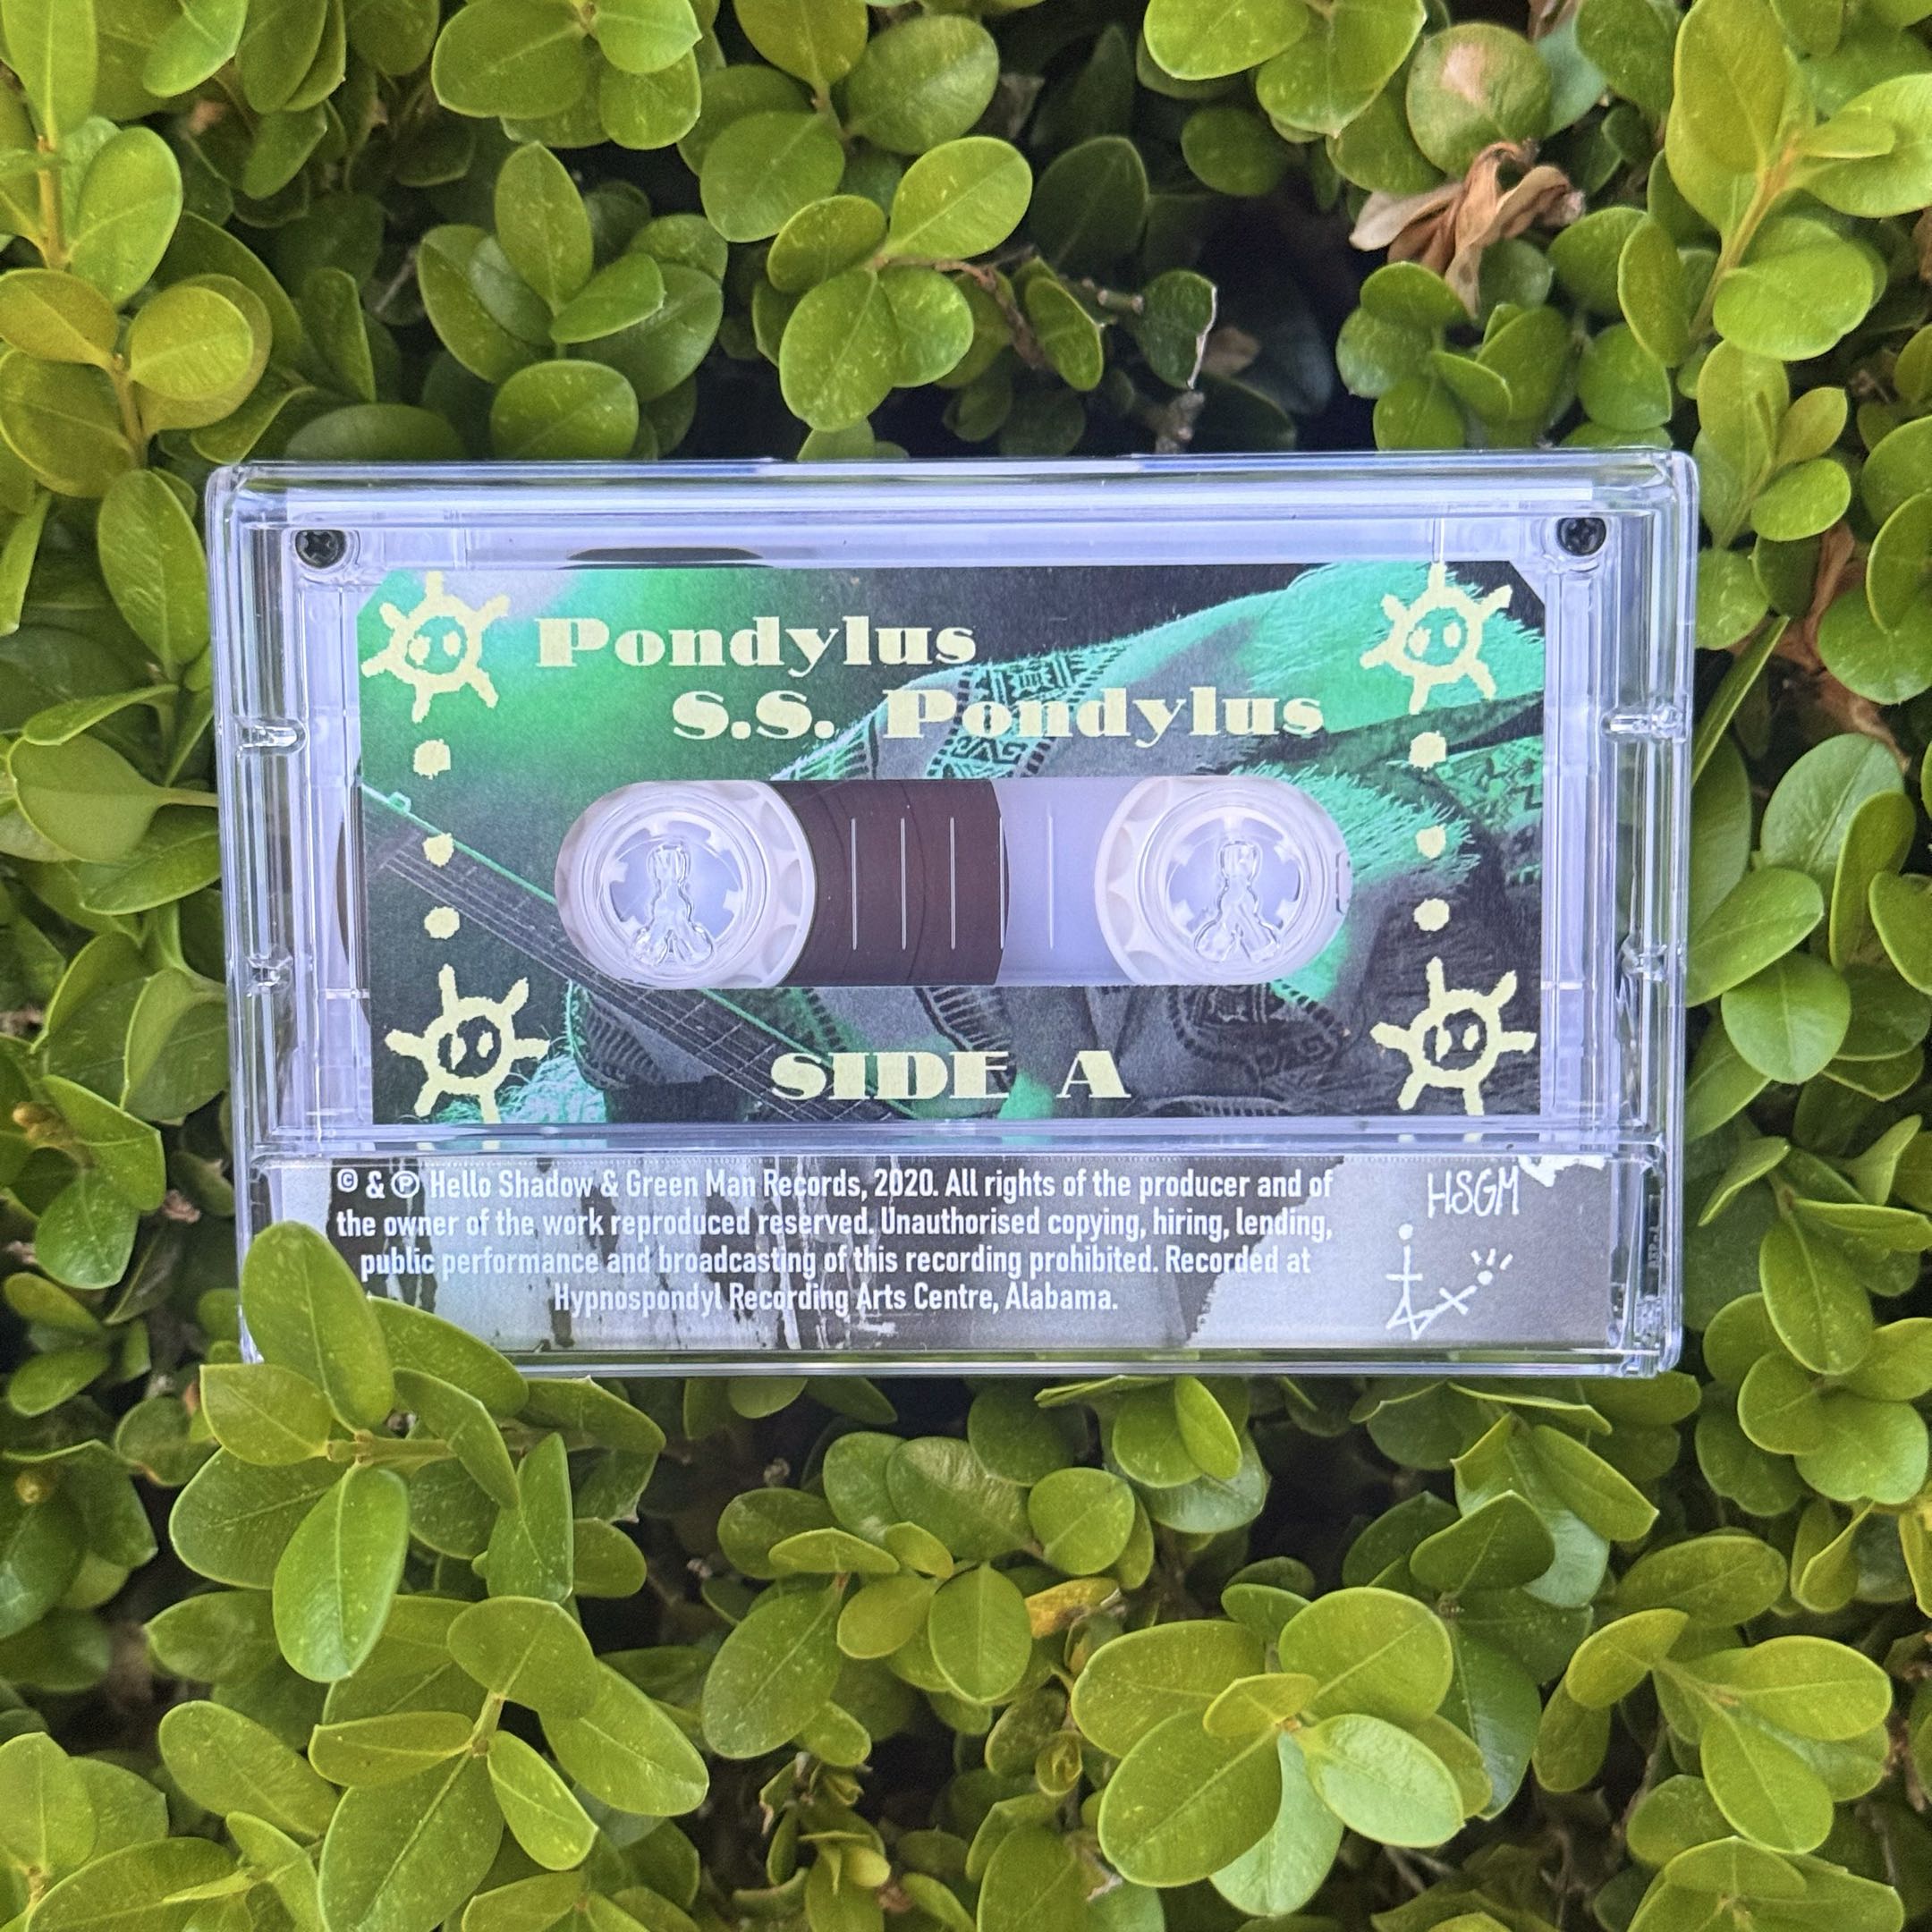 Pondylus
S.S. Pondylus
SIDE A
© & ℗ Hello Shadow & Green Man Records, 2020. All rights of the producer and of
the owner of the work reproduced reserved. Unauthorised copying, hiring, lending,
public performance and broadcasting of this recording prohibited. Recorded at
Hypnospondyl Recording Arts Centre, Alabama.
HSGM